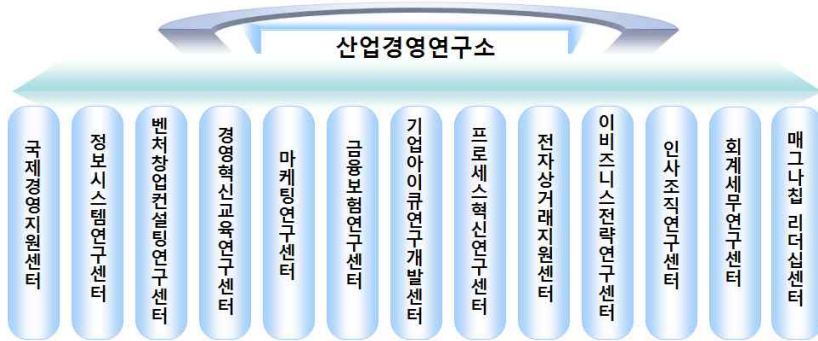 산업경영연구소
국제경영지원센터
정보시스템연구센터
벤처창업컨설팅연구센터
경영혁신교육연구센터
마케팅연구센터
금융보험연구센터
기업아이큐연구개발센터
프로세스혁신연구센터
전자상거래지원센터
이비즈니스전략연구센터
인사조직연구센터
회계세무연구센터
매그나칩 리더십센터